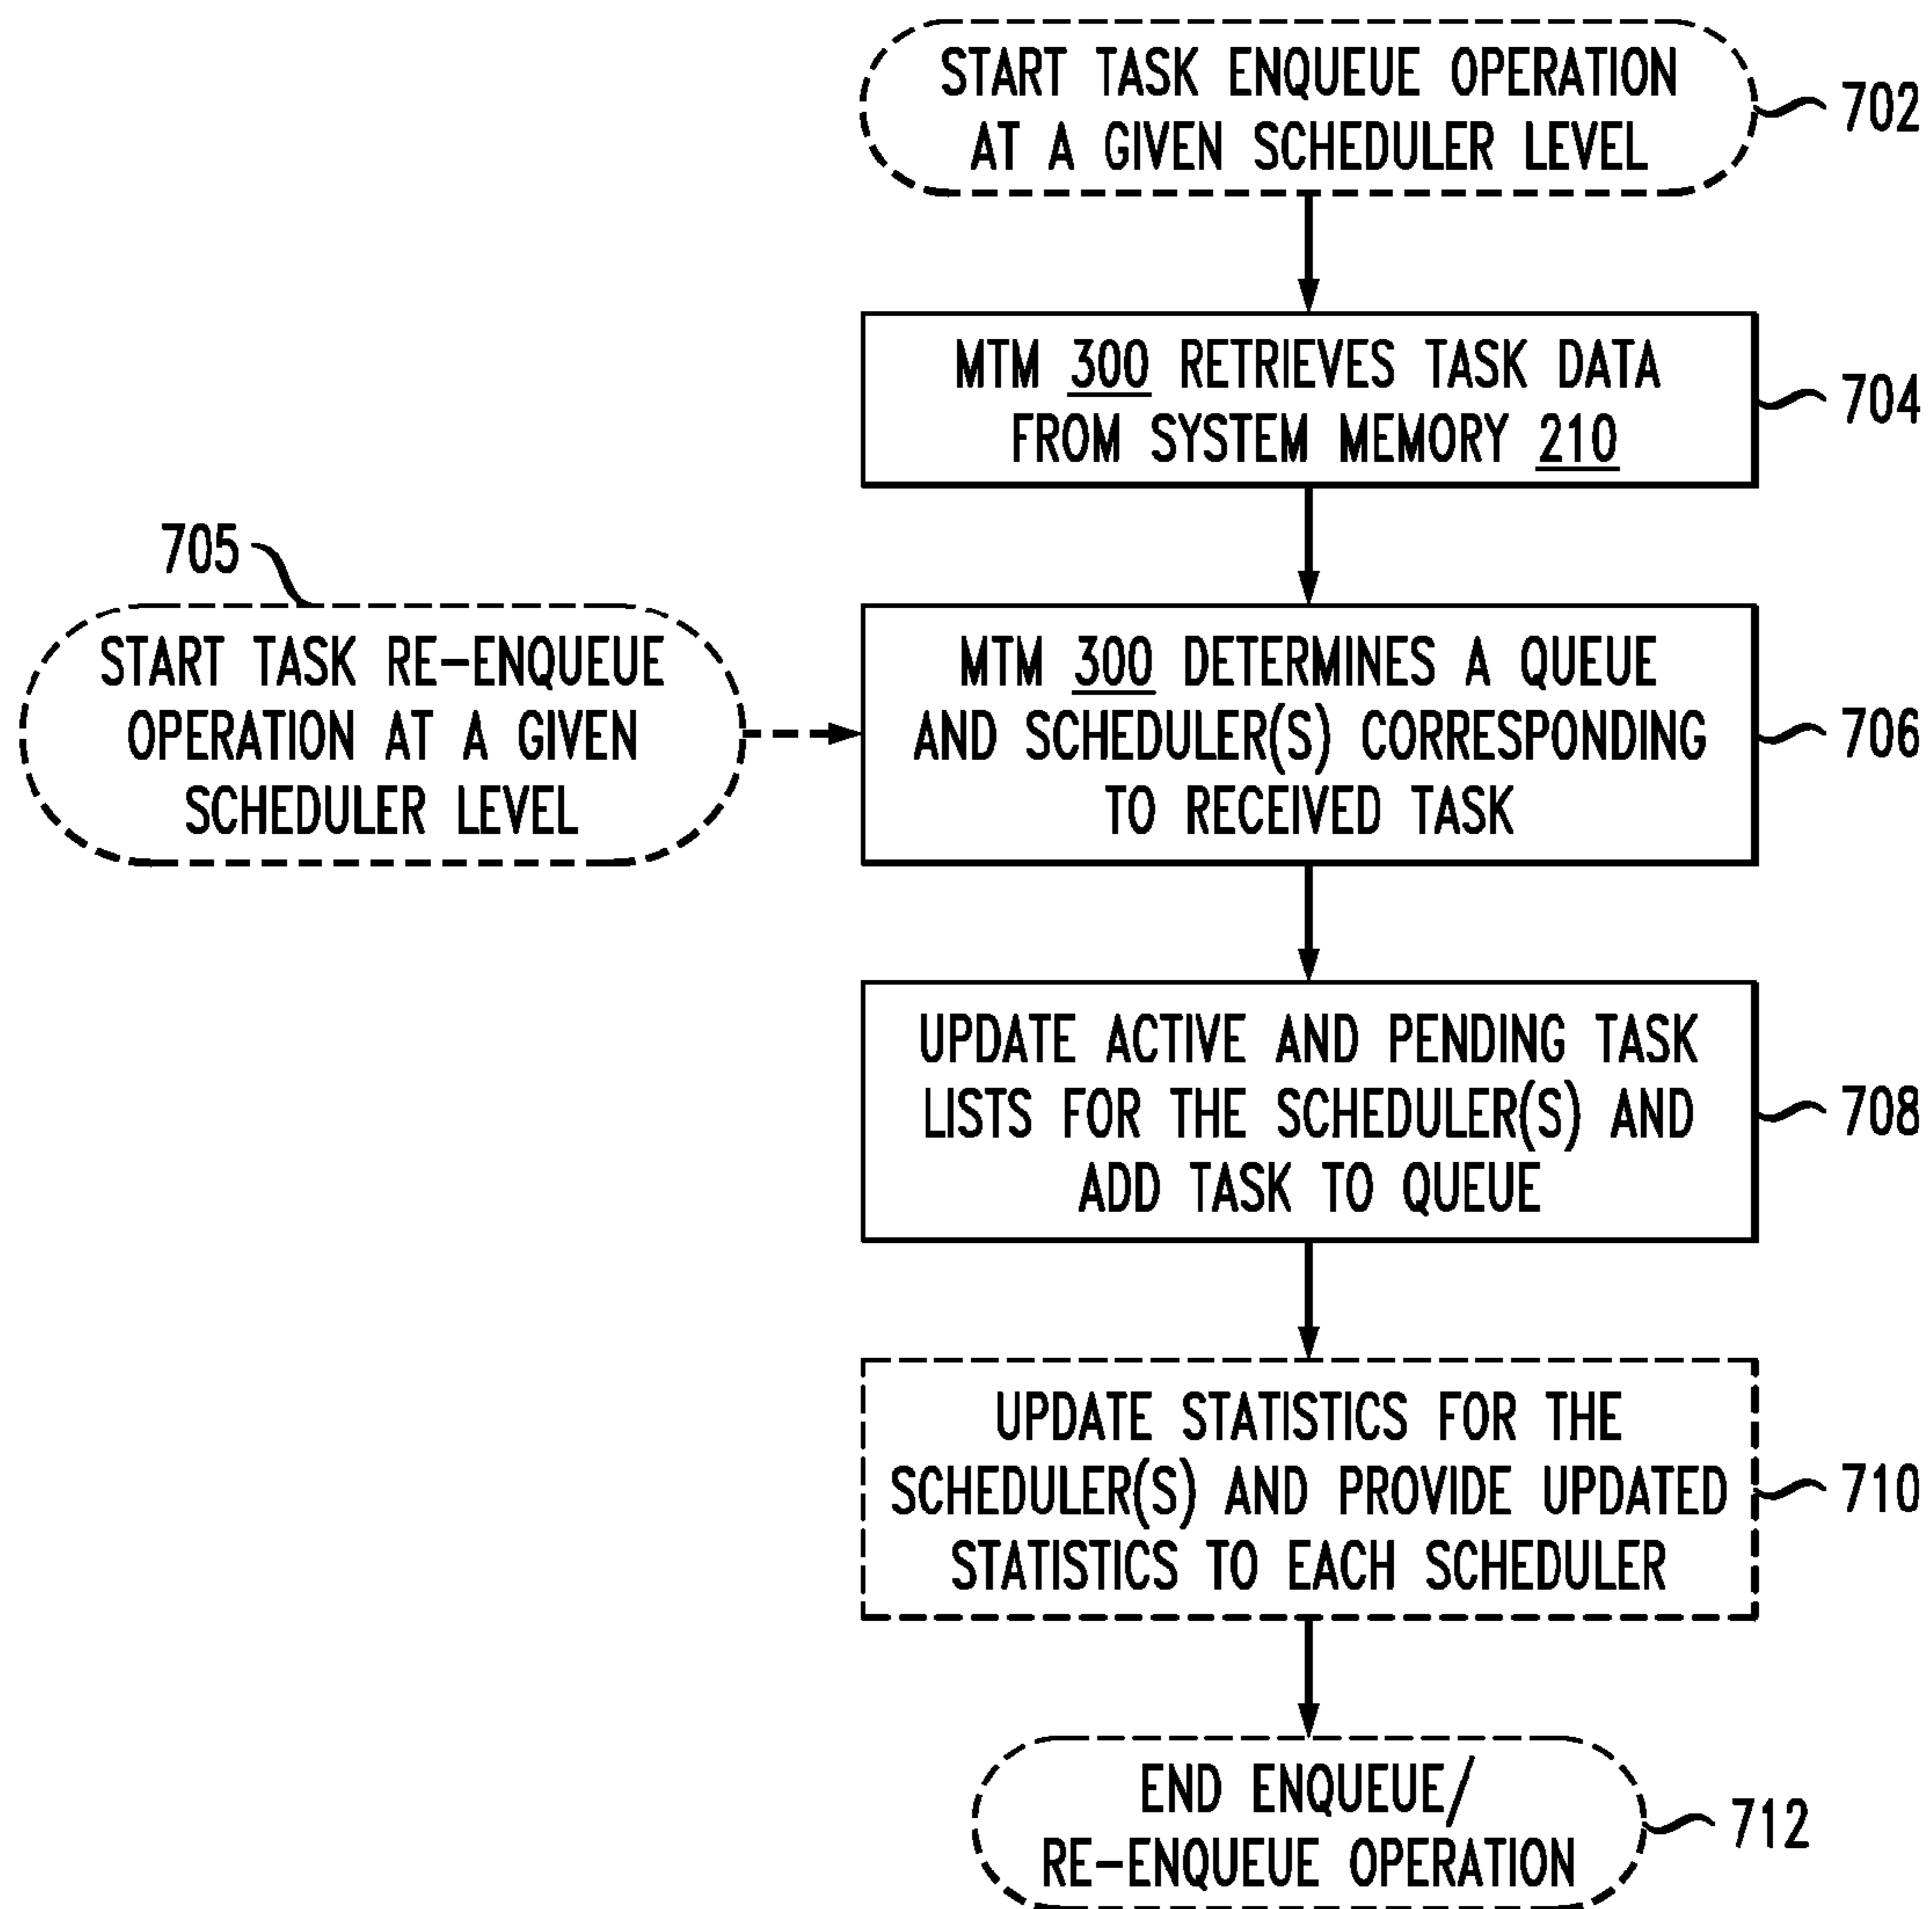 START TASK ENQUEUE OPERATION
AT A GIVEN SCHEDULER LEVEL
702
MTM 300 RETRIEVES TASK DATA
FROM SYSTEM MEMORY 210
704
705
START TASK RE-ENQUEUE
OPERATION AT A GIVEN
SCHEDULER LEVEL
MTM 300 DETERMINES A QUEUE
AND SCHEDULER(S) CORRESPONDING
TO RECEIVED TASK
706
UPDATE ACTIVE AND PENDING TASK
LISTS FOR THE SCHEDULER(S) AND
ADD TASK TO QUEUE
708
UPDATE STATISTICS FOR THE
SCHEDULER(S) AND PROVIDE UPDATED
STATISTICS TO EACH SCHEDULER
710
END ENQUEUE/
RE-ENQUEUE OPERATION
712